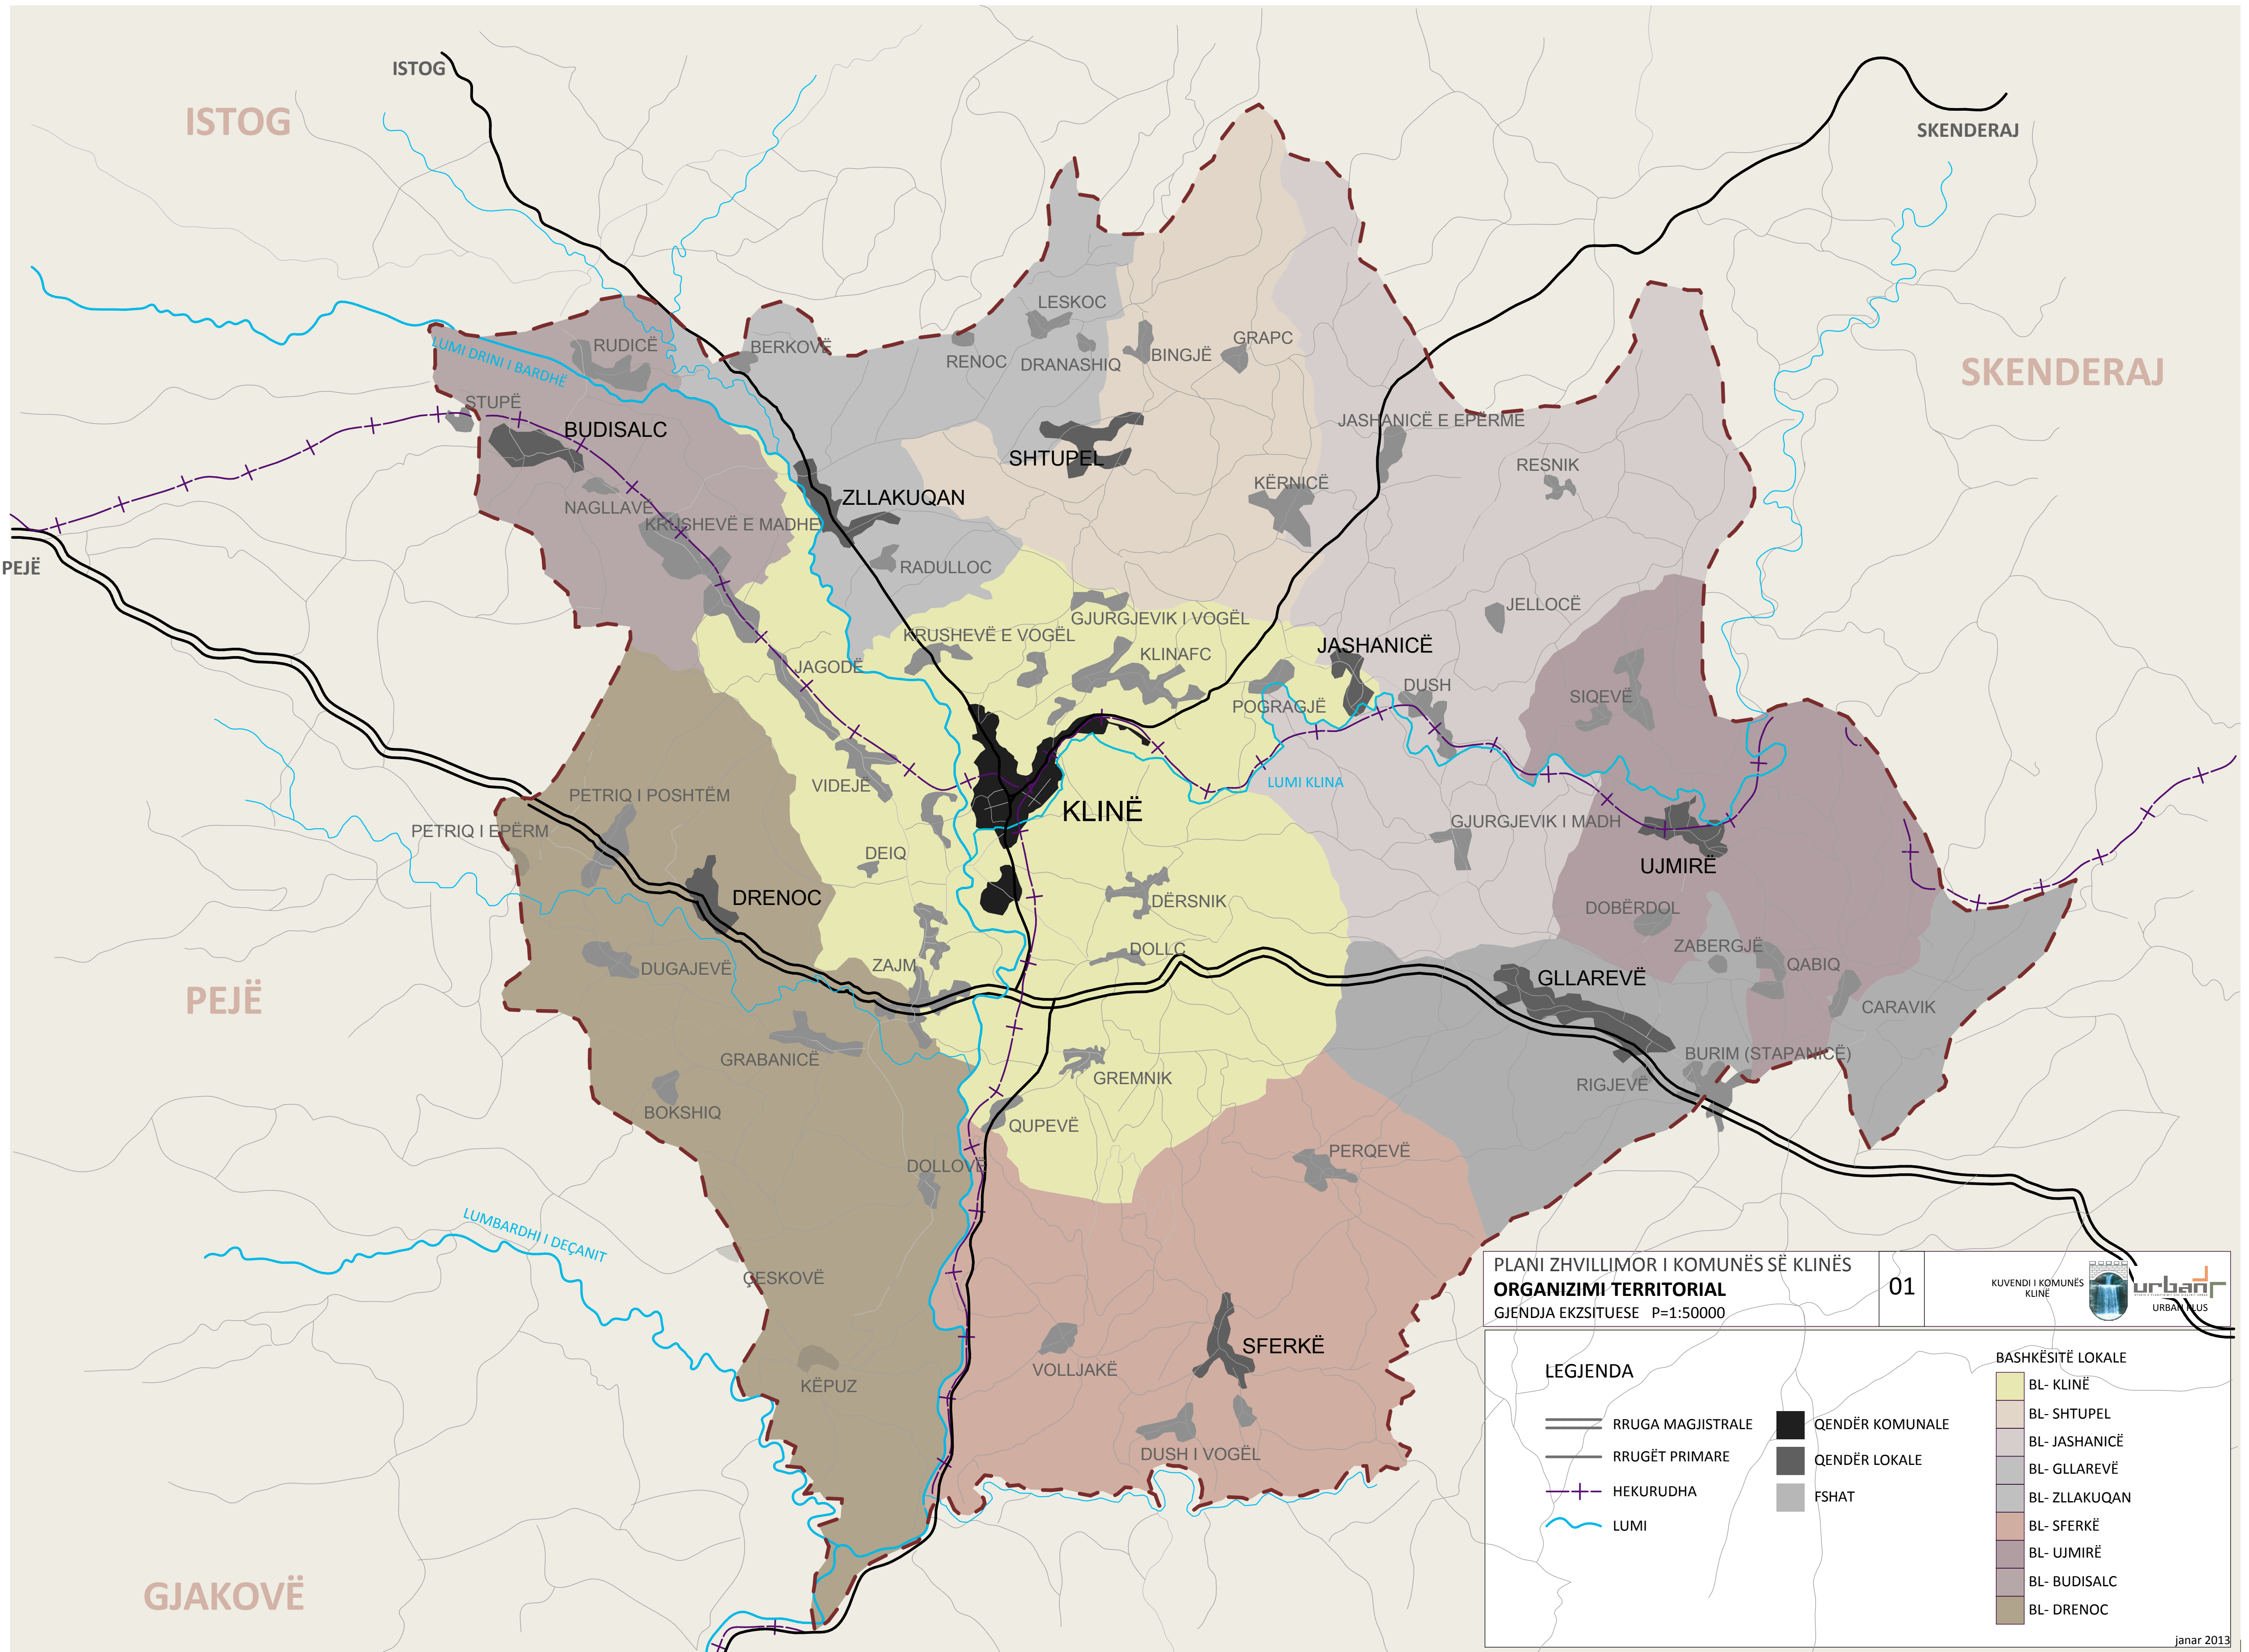 ISTOG
ISTOG
SKENDERAJ
SKENDERAJ
LESKOC
RUDICË
BERKOVË
RENOC
DRANASHIQ
BINGJË
GRAPC
LUMI DRINI I BARDHË
STUPË
BUDISALC
SHTUPEL
JASHANICË E EPËRME
RESNIK
KËRNICË
ZLLAKUQAN
NAGLLAVË
KRUSHEVË E MADHE
PEJË
RADULLOC
JELLOCË
GJURGJEVIK I VOGËL
KRUSHEVË E VOGËL
JASHANICË
KLINAFC
JAGODË
DUSH
SIQEVË
POGRAGJË
VIDEJË
LUMI KLINA
PETRIQ I POSHTËM
KLINË
GJURGJEVIK I MADH
PETRIQ I EPËRM
DEIQ
UJMIRË
DRENOC
DËRSNIK
DOBËRDOL
DOLLC
ZABERGJË
DUGAJEVË
ZAJM
QABIQ
GLLAREVË
PEJË
CARAVIK
GRABANICË
BURIM (STAPANICË)
GREMNIK
RIGJEVË
BOKSHIQ
QUPEVË
PERQEVË
DOLLOVË
LUMBARDHI I DEÇANIT
ÇESKOVË
SFERKË
VOLLJAKË
KËPUZ
DUSH I VOGËL
GJAKOVË
PLANI ZHVILLIMOR I KOMUNËS SË KLINËS
ORGANIZIMI TERRITORIAL
GJENDJA EKZSITUESE P=1:50000
01
KUVENDI I KOMUNËS
KLINË
urban
URBAN PLUS
LEGJENDA
RRUGA MAGJISTRALE
RRUGËT PRIMARE
HEKURUDHA
LUMI
QENDËR KOMUNALE
QENDËR LOKALE
FSHAT
BASHKËSITË LOKALE
BL- KLINË
BL- SHTUPEL
BL- JASHANICË
BL- GLLAREVË
BL- ZLLAKUQAN
BL- SFERKË
BL- UJMIRË
BL- BUDISALC
BL- DRENOC
janar 2013